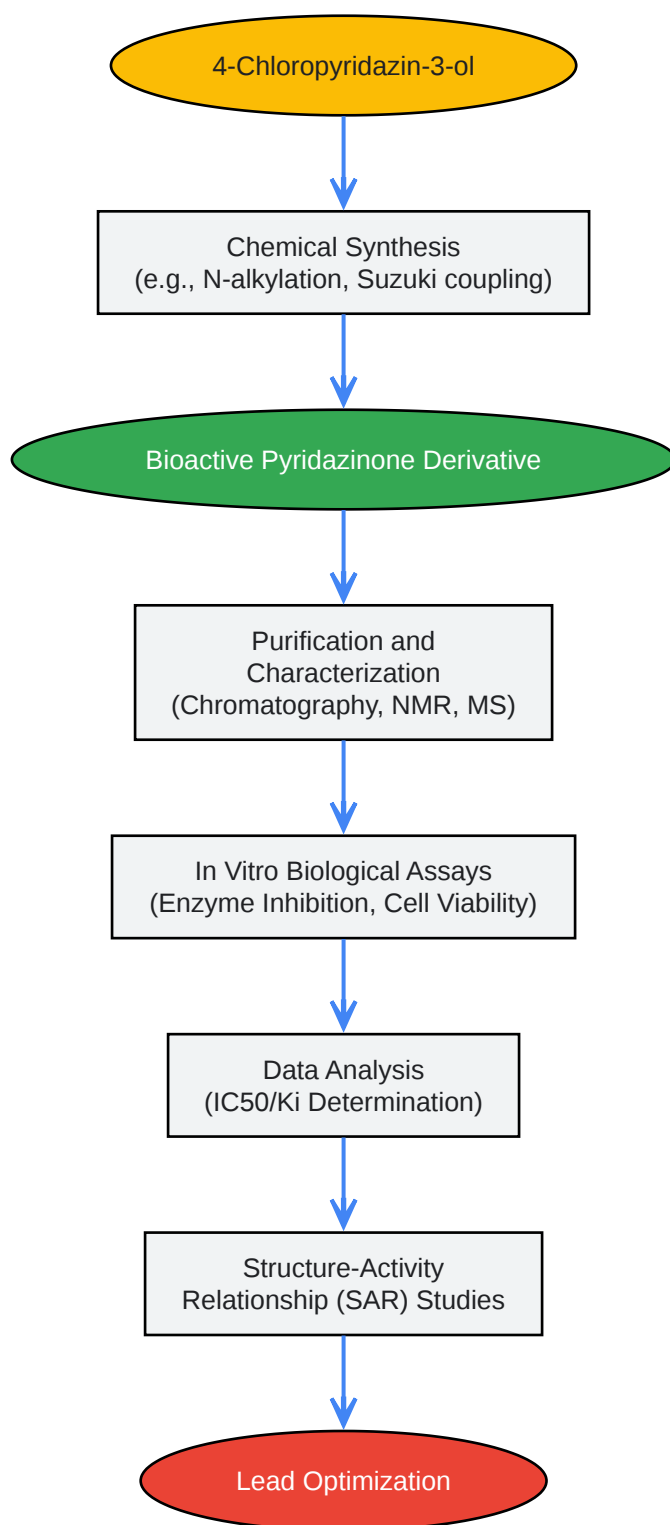 4-Chloropyridazin-3-ol
Chemical Synthesis
(e.g., N-alkylation, Suzuki coupling)
Bioactive Pyridazinone Derivative
Purification and
Characterization
(Chromatography, NMR, MS)
In Vitro Biological Assays
(Enzyme Inhibition, Cell Viability)
Data Analysis
(IC50/Ki Determination)
Structure-Activity
Relationship (SAR) Studies
Lead Optimization